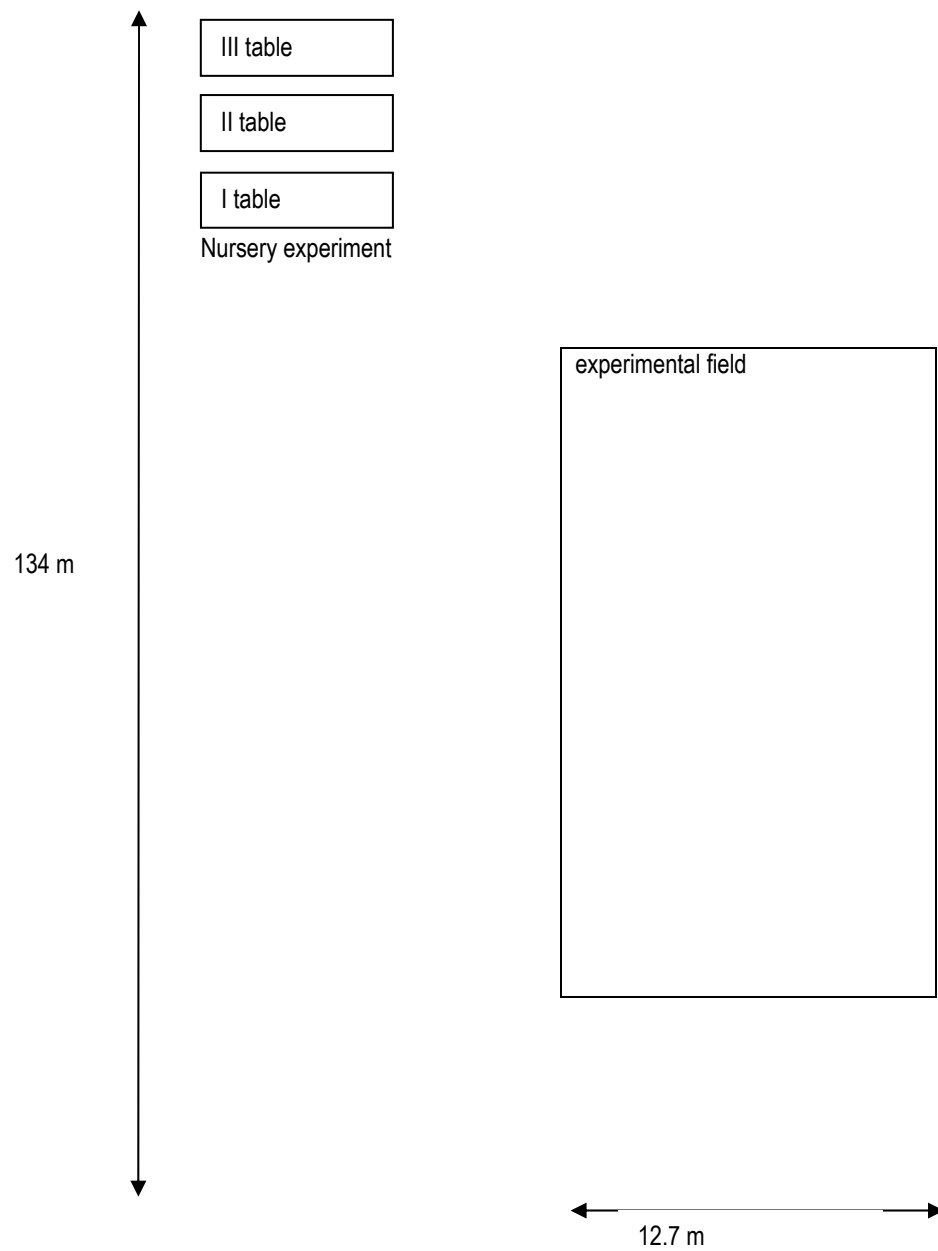 III table
II table
I table
Nursery experiment
experimental field
134 m
12.7 m